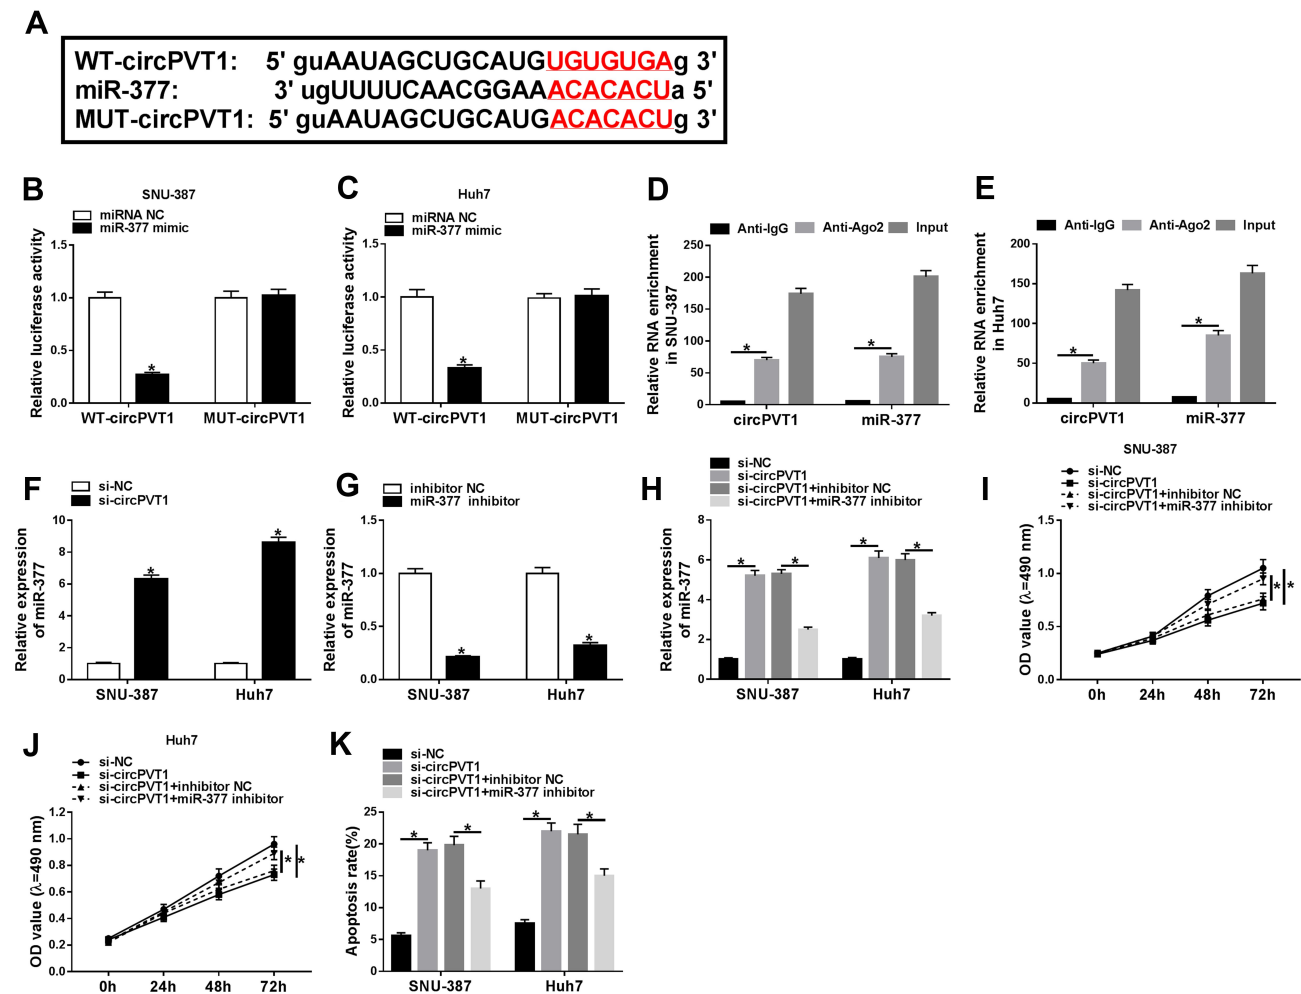 A
WT-circPVT1: 5' guAAUAGCUGCAUGUGUGUGAg 3'
miR-377: 3' ugUUUUCAACGGAAACACACUa 5'
MUT-circPVT1: 5' guAAUAGCUGCAUGACACACUg 3'
B
SNU-387
miRNA NC
miR-377 mimic
Relative luciferase activity
1.5
1.0
0.5
0.0
WT-circPVT1 MUT-circPVT1
*
C
Huh7
miRNA NC
miR-377 mimic
Relative luciferase activity
1.5
1.0
0.5
0.0
WT-circPVT1 MUT-circPVT1
*
D
Anti-IgG Anti-Ago2 Input
Relative RNA enrichment
in SNU-387
250
200
150
100
50
0
circPVT1 miR-377
* *
E
Anti-IgG Anti-Ago2 Input
Relative RNA enrichment
in Huh7
200
150
100
50
0
circPVT1 miR-377
* *
F
si-NC
si-circPVT1
Relative expression
of miR-377
10
8
6
4
2
0
SNU-387 Huh7
* *
G
inhibitor NC
miR-377 inhibitor
Relative expression
of miR-377
1.5
1.0
0.5
0.0
SNU-387 Huh7
* *
H
si-NC
si-circPVT1
si-circPVT1+inhibitor NC
si-circPVT1+miR-377 inhibitor
Relative expression
of miR-377
8
6
4
2
0
SNU-387 Huh7
* * * *
I
SNU-387
si-NC
si-circPVT1
si-circPVT1+inhibitor NC
si-circPVT1+miR-377 inhibitor
OD value (λ=490 nm)
1.5
1.0
0.5
0.0
0h 24h 48h 72h
* *
J
Huh7
si-NC
si-circPVT1
si-circPVT1+inhibitor NC
si-circPVT1+miR-377 inhibitor
OD value (λ=490 nm)
1.2
1.0
0.8
0.6
0.4
0.2
0.0
0h 24h 48h 72h
* *
K
si-NC
si-circPVT1
si-circPVT1+inhibitor NC
si-circPVT1+miR-377 inhibitor
Apoptosis rate(%)
25
20
15
10
5
0
SNU-387 Huh7
* * * *